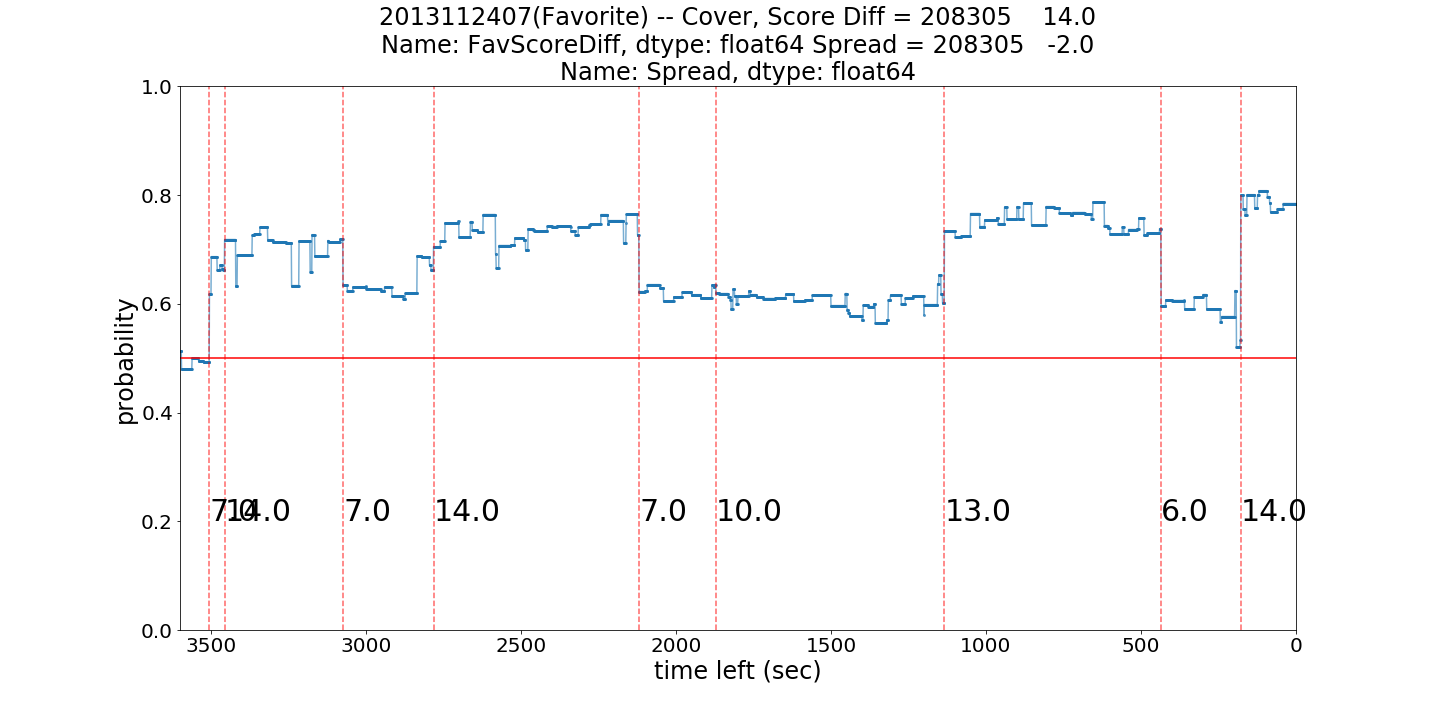 2013112407(Favorite) -- Cover, Score Diff = 208305    14.0
Name: FavScoreDiff, dtype: float64 Spread = 208305   -2.0
Name: Spread, dtype: float64
1.0
0.8
0.6
0.4
0.2
0.0
probability
7.0 14.0 7.0 14.0 7.0 10.0 13.0 6.0 14.0
3500 3000 2500 2000 1500 1000 500 0
time left (sec)